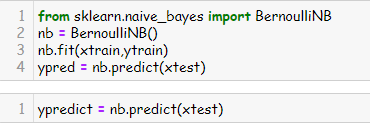 1 from sklearn.naive_bayes import BernoulliNB
2 nb = BernoulliNB()
3 nb.fit(xtrain,ytrain)
4 ypred = nb.predict(xtest)
1 ypredict = nb.predict(xtest)